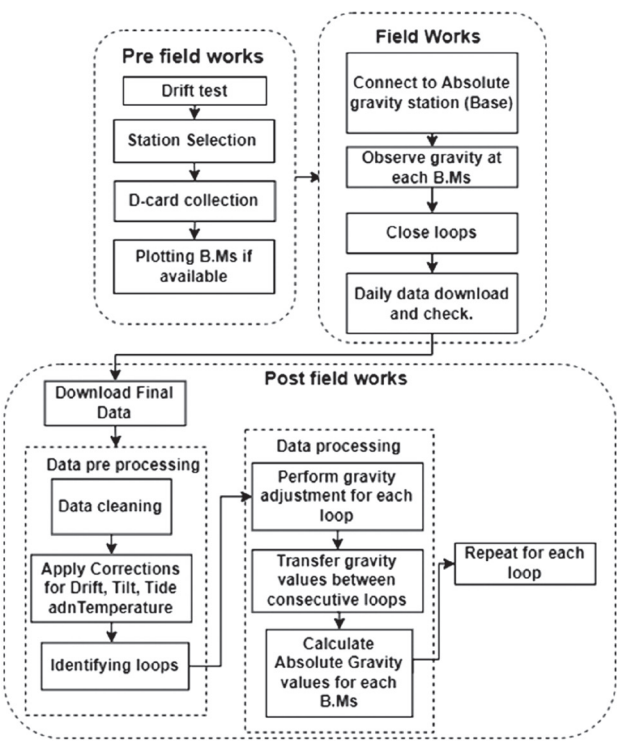 Pre field works
Drift test
Station Selection
D-card collection
Plotting B.Ms if
available
Field Works
Connect to Absolute
gravity station (Base)
Observe gravity at
each B.Ms
Close loops
Daily data download
and check.
Post field works
Download Final
Data
Data pre processing
Data cleaning
Apply Corrections
for Drift, Tilt, Tide
adnTemperature
Identifying loops
Data processing
Perform gravity
adjustment for each
loop
Transfer gravity
values between
consecutive loops
Calculate
Absolute Gravity
values for each
B.Ms
Repeat for each
loop